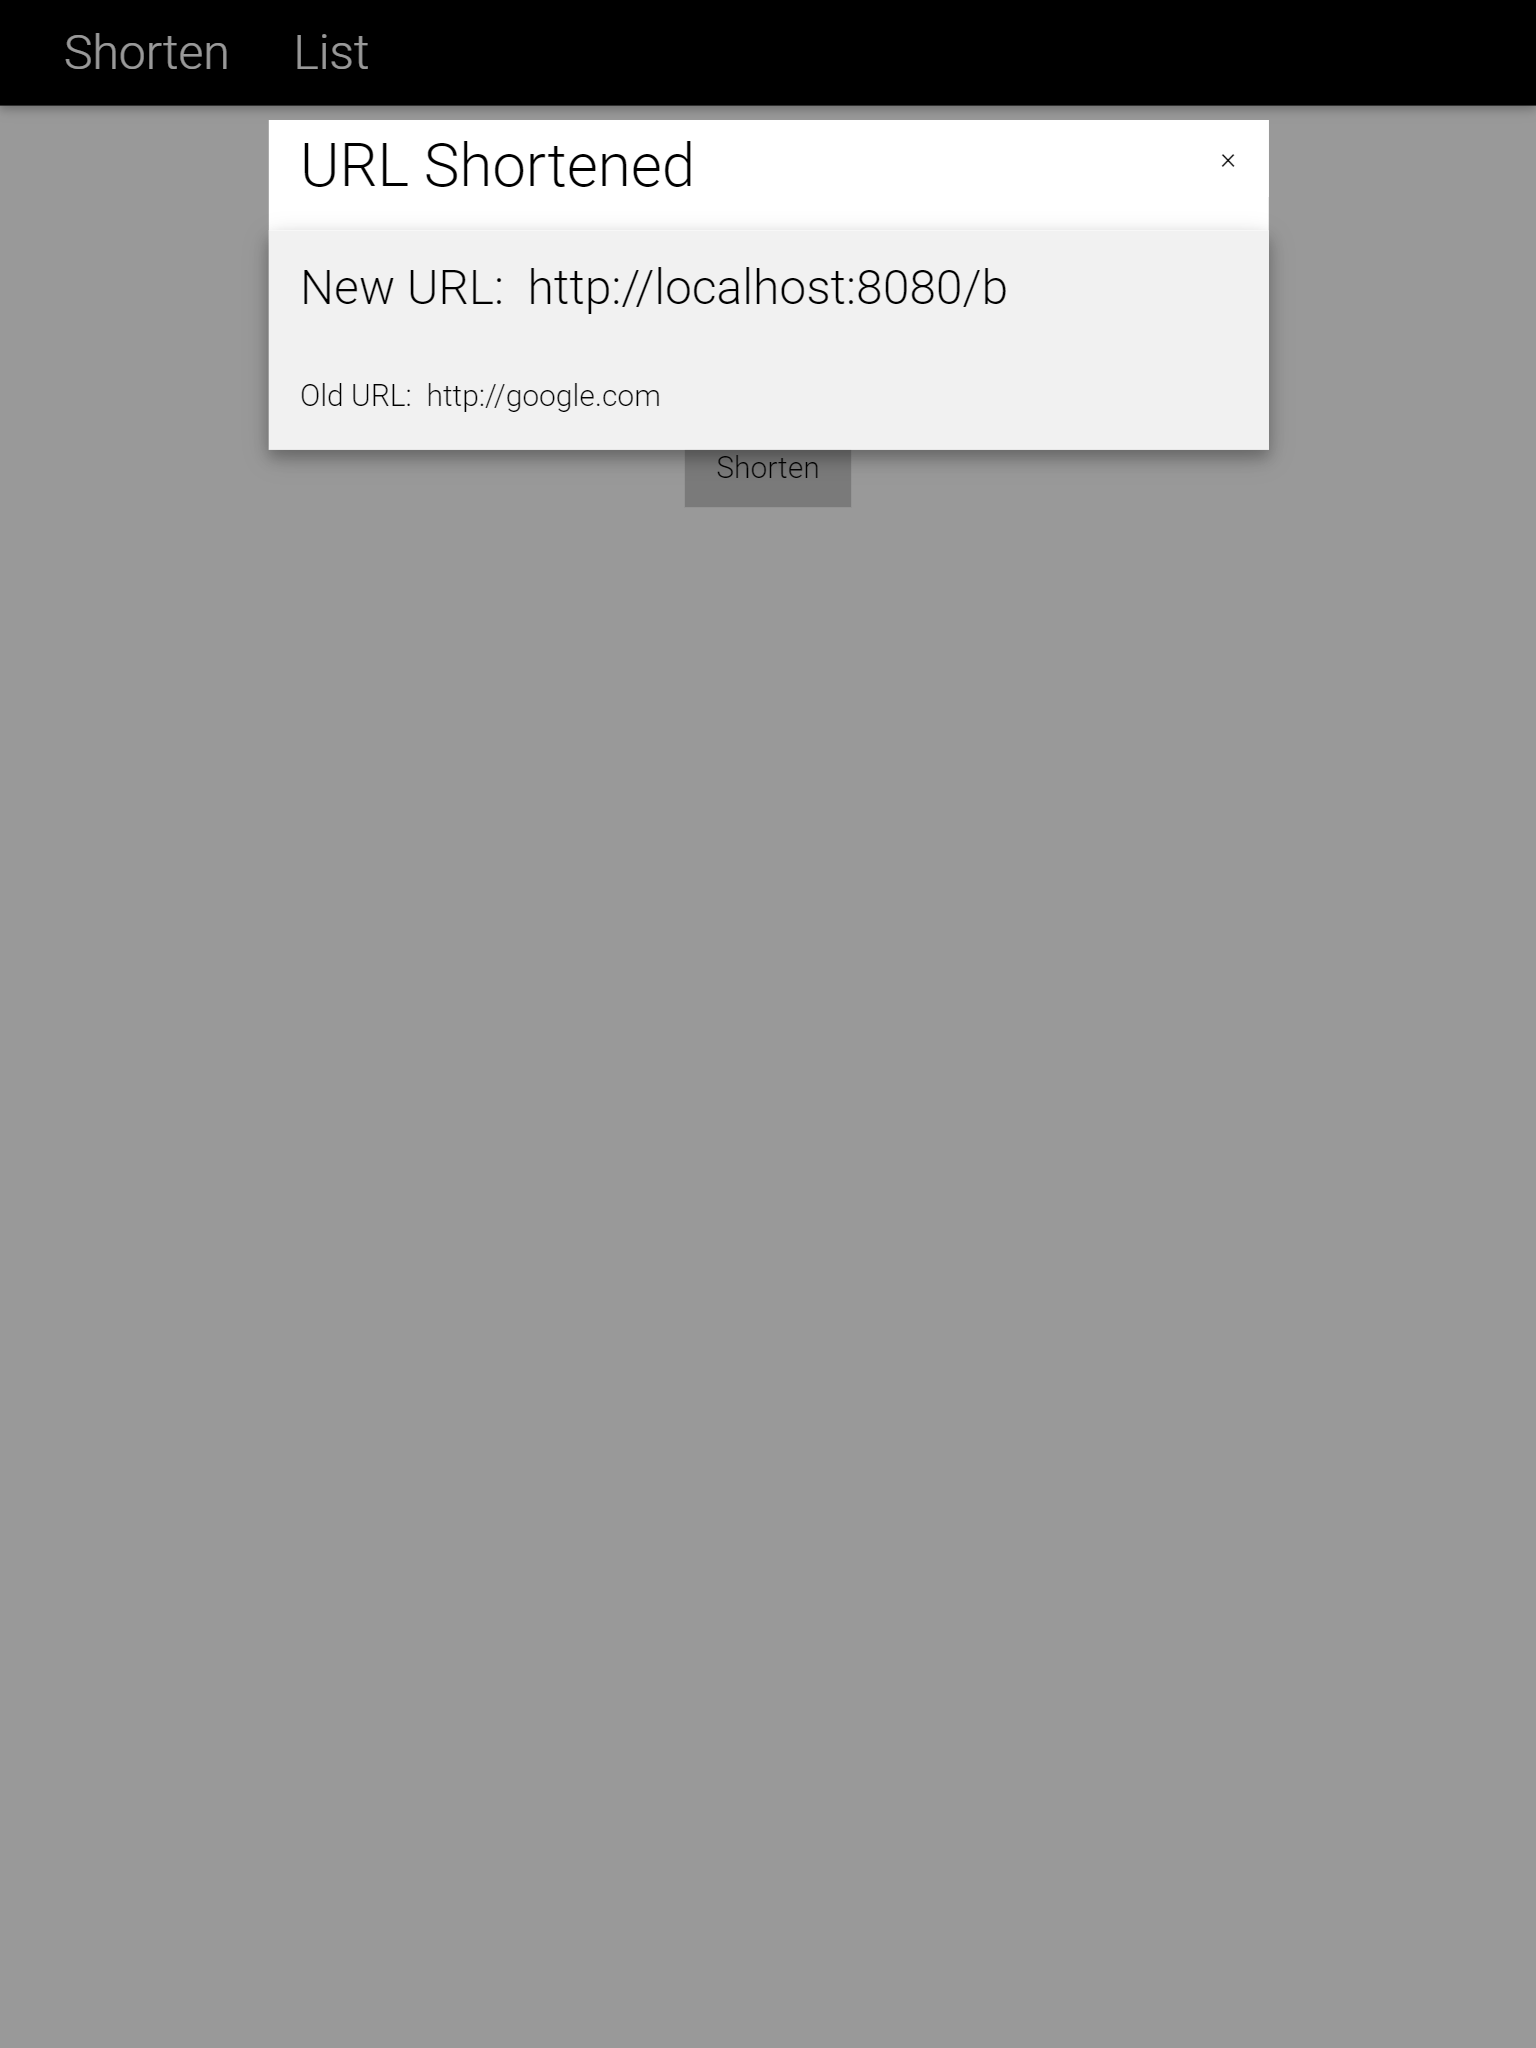 Shorten List
URL Shortened ×
New URL: http://localhost:8080/b
Old URL: http://google.com
Shorten